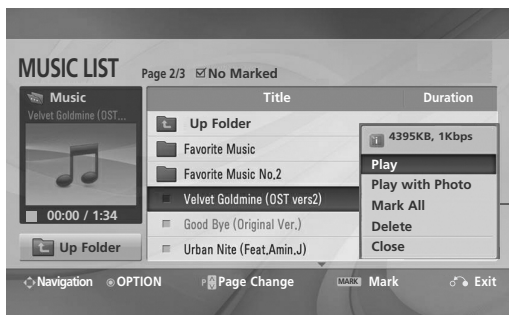 MUSIC LIST Page 2/3 No Marked
Music
Velvet Goldmine (OST...
00:00 / 1:34
Up Folder
Title Duration
Up Folder
Favorite Music
Favorite Music No,2
Velvet Goldmine (OST vers2)
Good Bye (Original Ver.)
Urban Nite (Feat,Amin,J)
4395KB, 1Kbps
Play
Play with Photo
Mark All
Delete
Close
Navigation OPTION P Page Change MARK Mark Exit